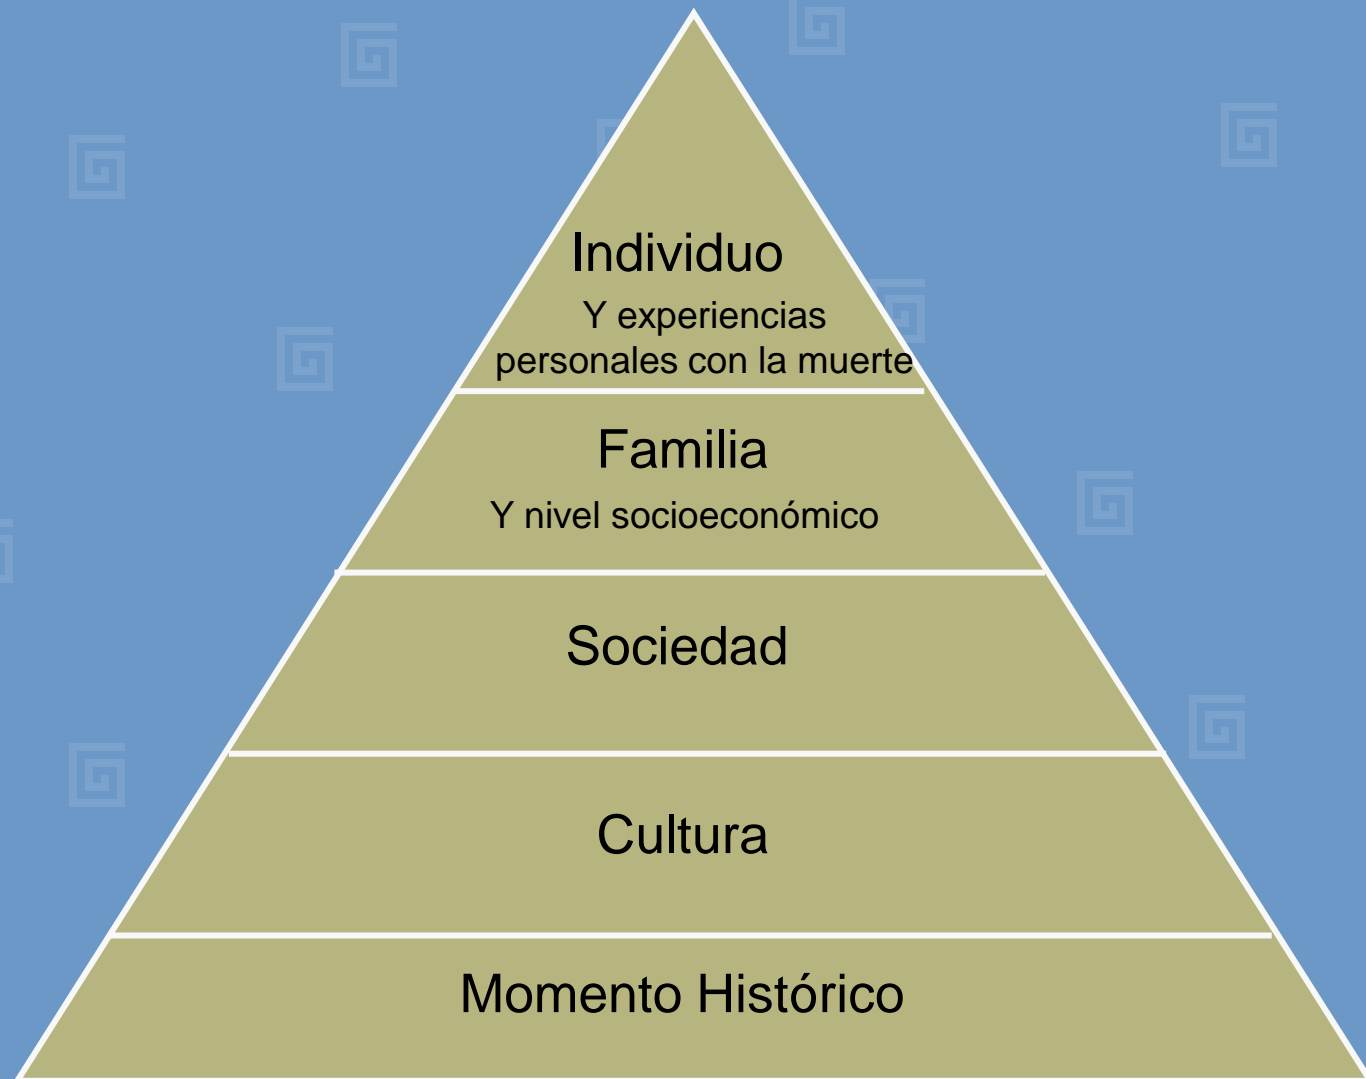 Individuo
Y experiencias
personales con la muerte
Familia
Y nivel socioeconómico
Sociedad
Cultura
Momento Histórico